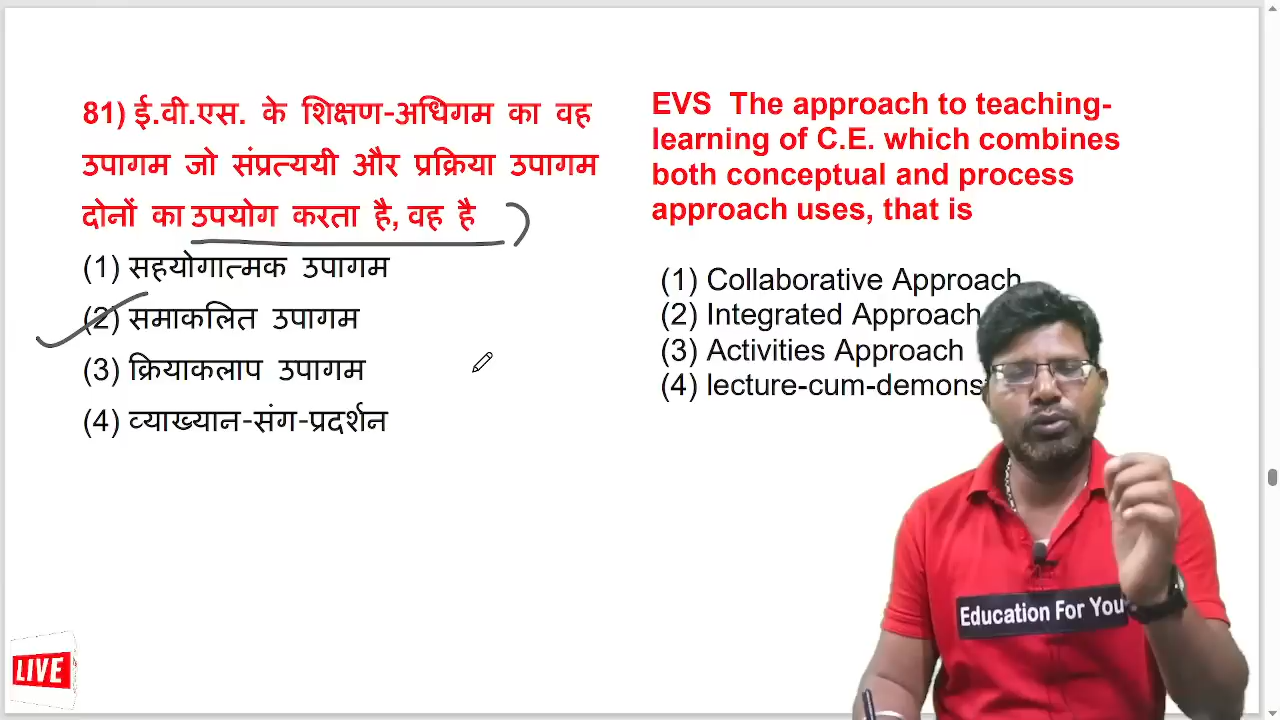 81) ई.वी.एस. के शिक्षण-अधिगम का वह
उपागम जो संप्रत्ययी और प्रक्रिया उपागम
दोनों का उपयोग करता है, वह है
(1) सहयोगात्मक उपागम
(2) समाकलित उपागम
(3) क्रियाकलाप उपागम
(4) व्याख्यान-संग-प्रदर्शन
EVS The approach to teaching-
learning of C.E. which combines
both conceptual and process
approach uses, that is
(1) Collaborative Approach
(2) Integrated Approach
(3) Activities Approach
(4) lecture-cum-demons
Education For You
LIVE